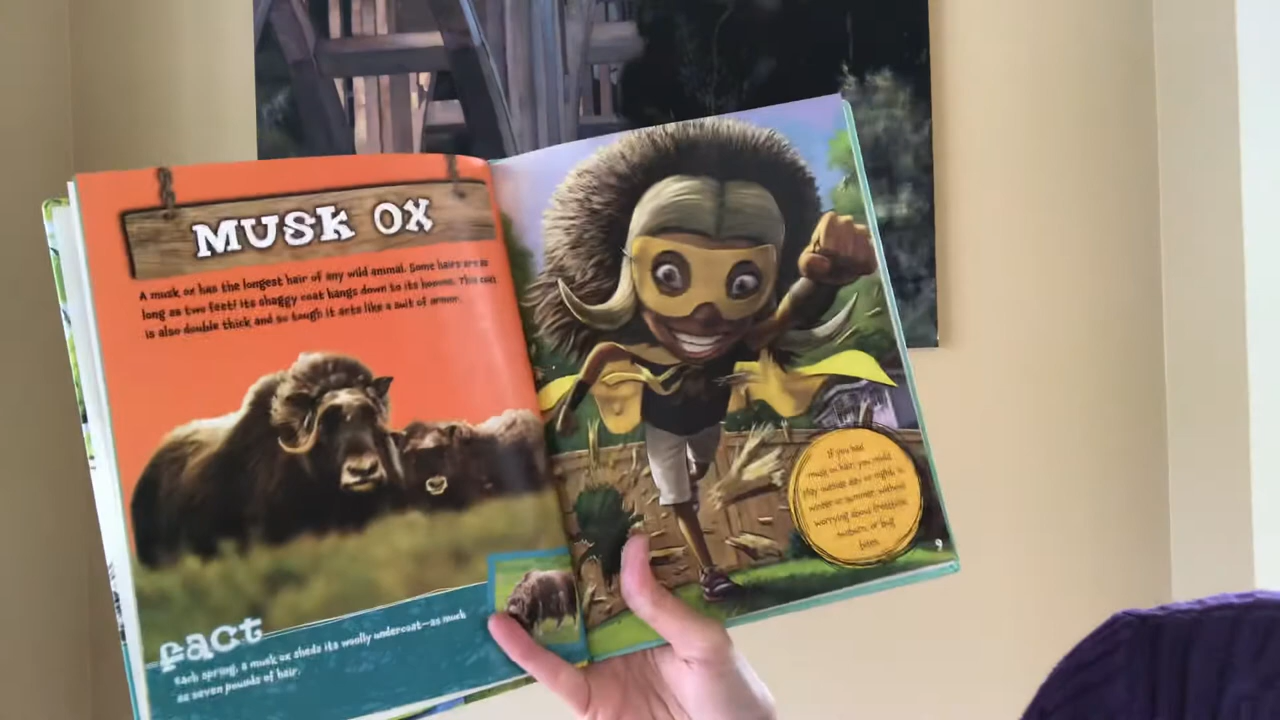 MUSK OX
A musk ox has the longest hair of any wild animal. Some hairs are as
long as two feet! Its shaggy coat hangs down to its hooves. This coat
is also double thick and so tough it acts like a suit of armor.
Fact
Each spring, a musk ox sheds its woolly undercoat—as much
as seven pounds of hair.
If you had
musk ox hair, you could
play outside day or night, in
winter or summer, without
worrying about frostbite,
sunburn, or bug
bites.
9